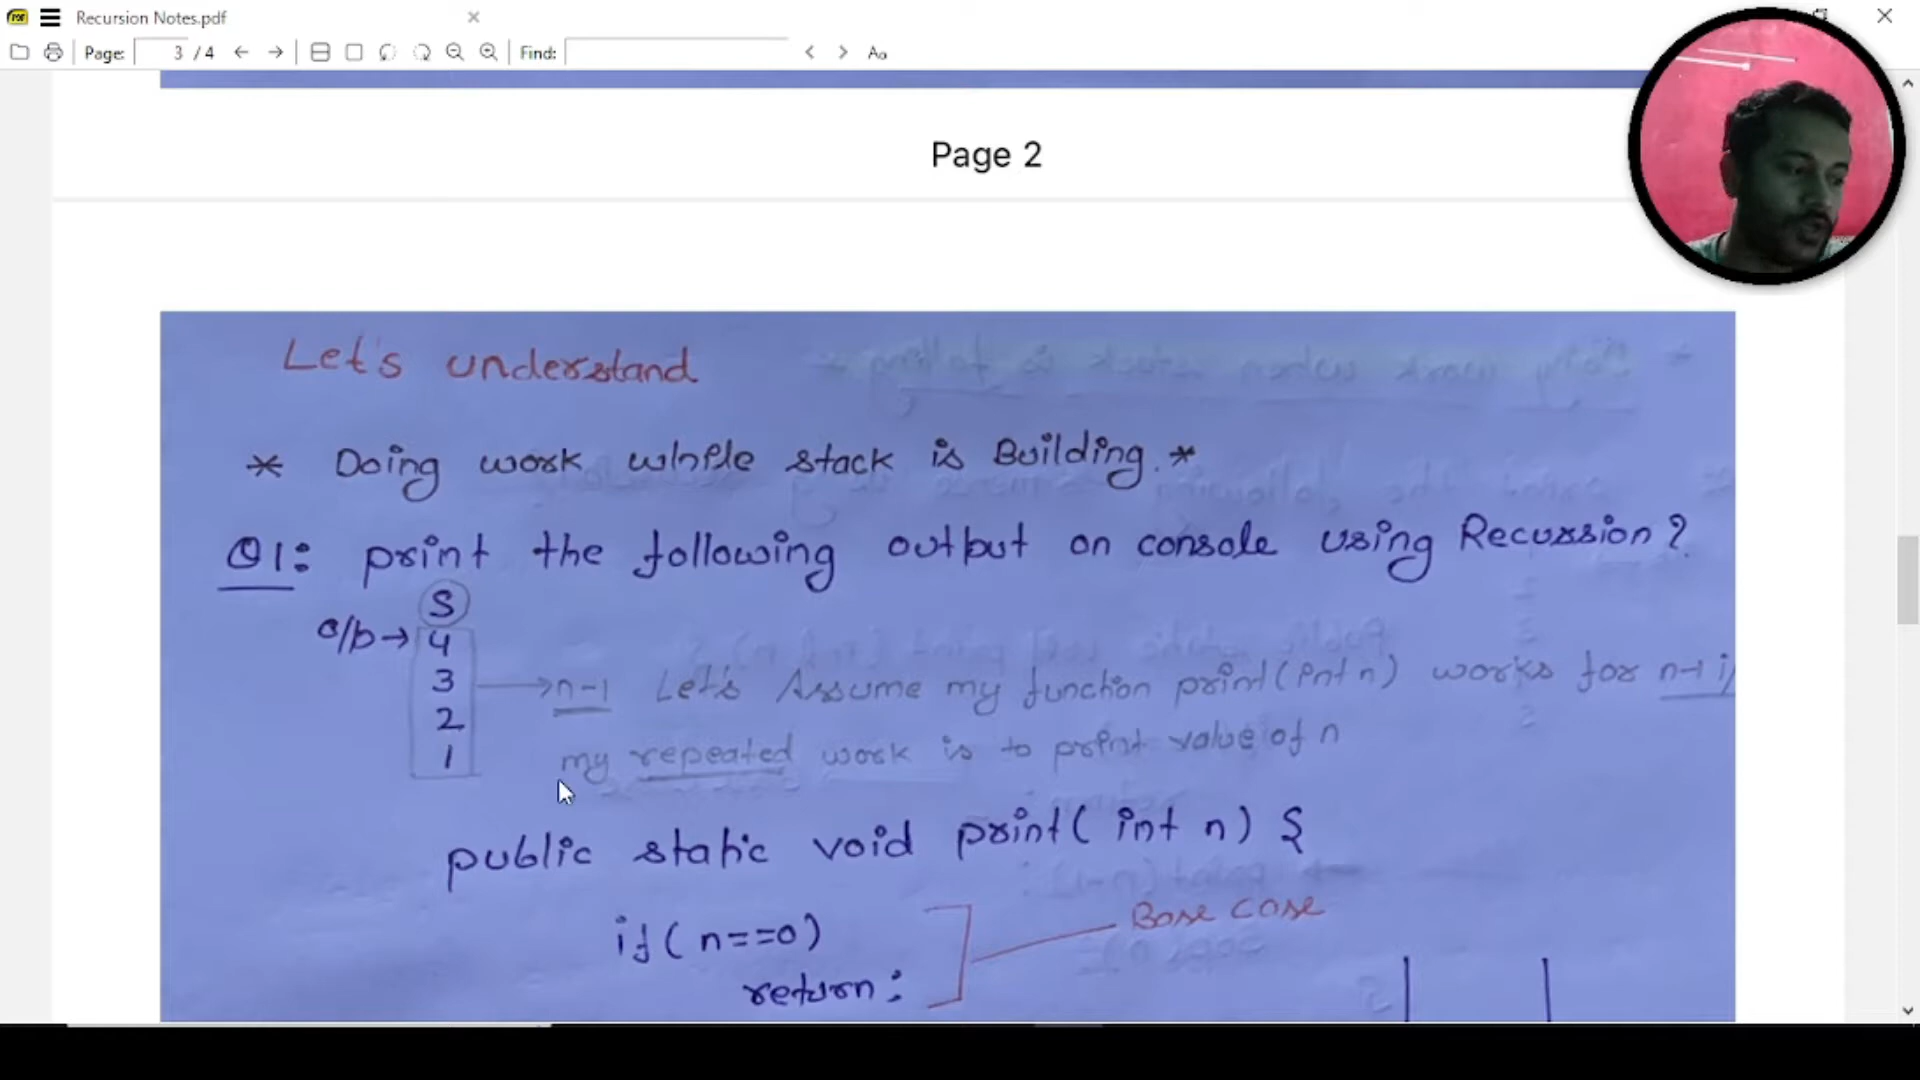 Recursion Notes.pdf
Page: 3 / 4 Find: Aa
Page 2
Let's understand
* Doing work while stack is Building. *
Q1: print the following output on console using Recursion?
5
o/p → 4
3 → n-1 Let's Assume my function print(int n) works for n-1 i/
2
my repeated work is to print value of n
1
public static void print( int n) {
if( n==0)
Base case
return;